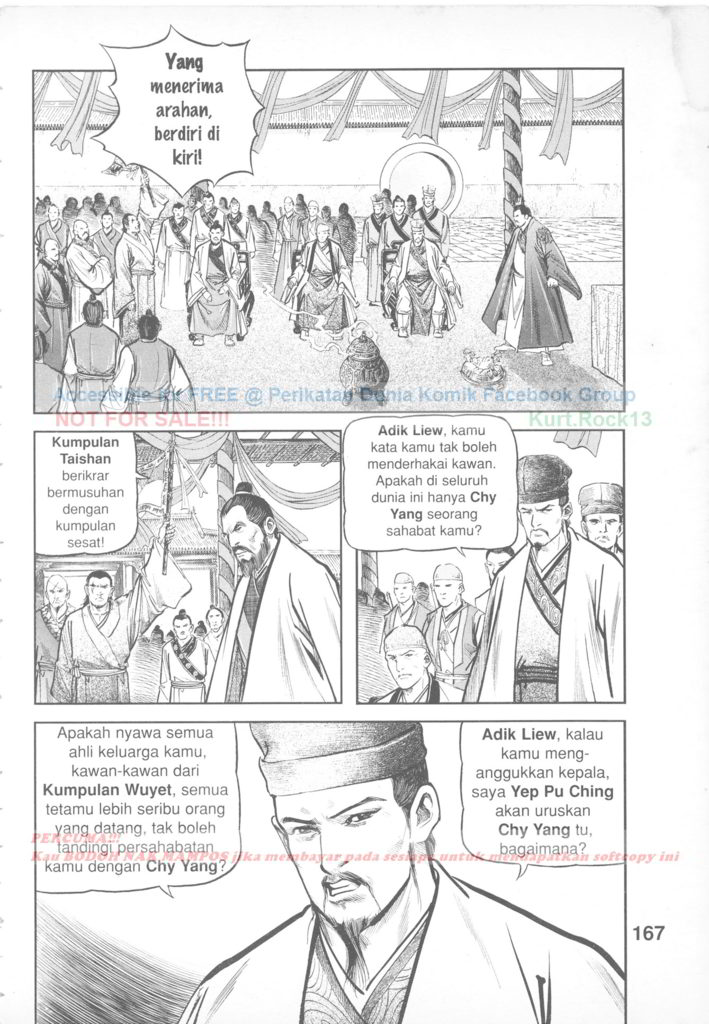 Yang
menerima
arahan,
berdiri di
kiri!
Accessible for FREE @ Perikatan Dunia Komik Facebook Group
NOT FOR SALE!!!
Kurt.Rock13
Kumpulan
Taishan
berikrar
bermusuhan
dengan
kumpulan
sesat!
Adik Liew, kamu
kata kamu tak boleh
menderhakai kawan.
Apakah di seluruh
dunia ini hanya Chy
Yang seorang
sahabat kamu?
Apakah nyawa semua
ahli keluarga kamu,
kawan-kawan dari
Kumpulan Wuyet, semua
tetamu lebih seribu orang
yang datang, tak boleh
tandingi persahabatan
kamu dengan Chy Yang?
Adik Liew, kalau
kamu meng-
anggukkan kepala,
saya Yep Pu Ching
akan uruskan
Chy Yang tu,
bagaimana?
PERCUMA!!!
Kau BODOH NAK MAMPOS jika membayar pada sesiapa untuk mendapatkan softcopy ini
167